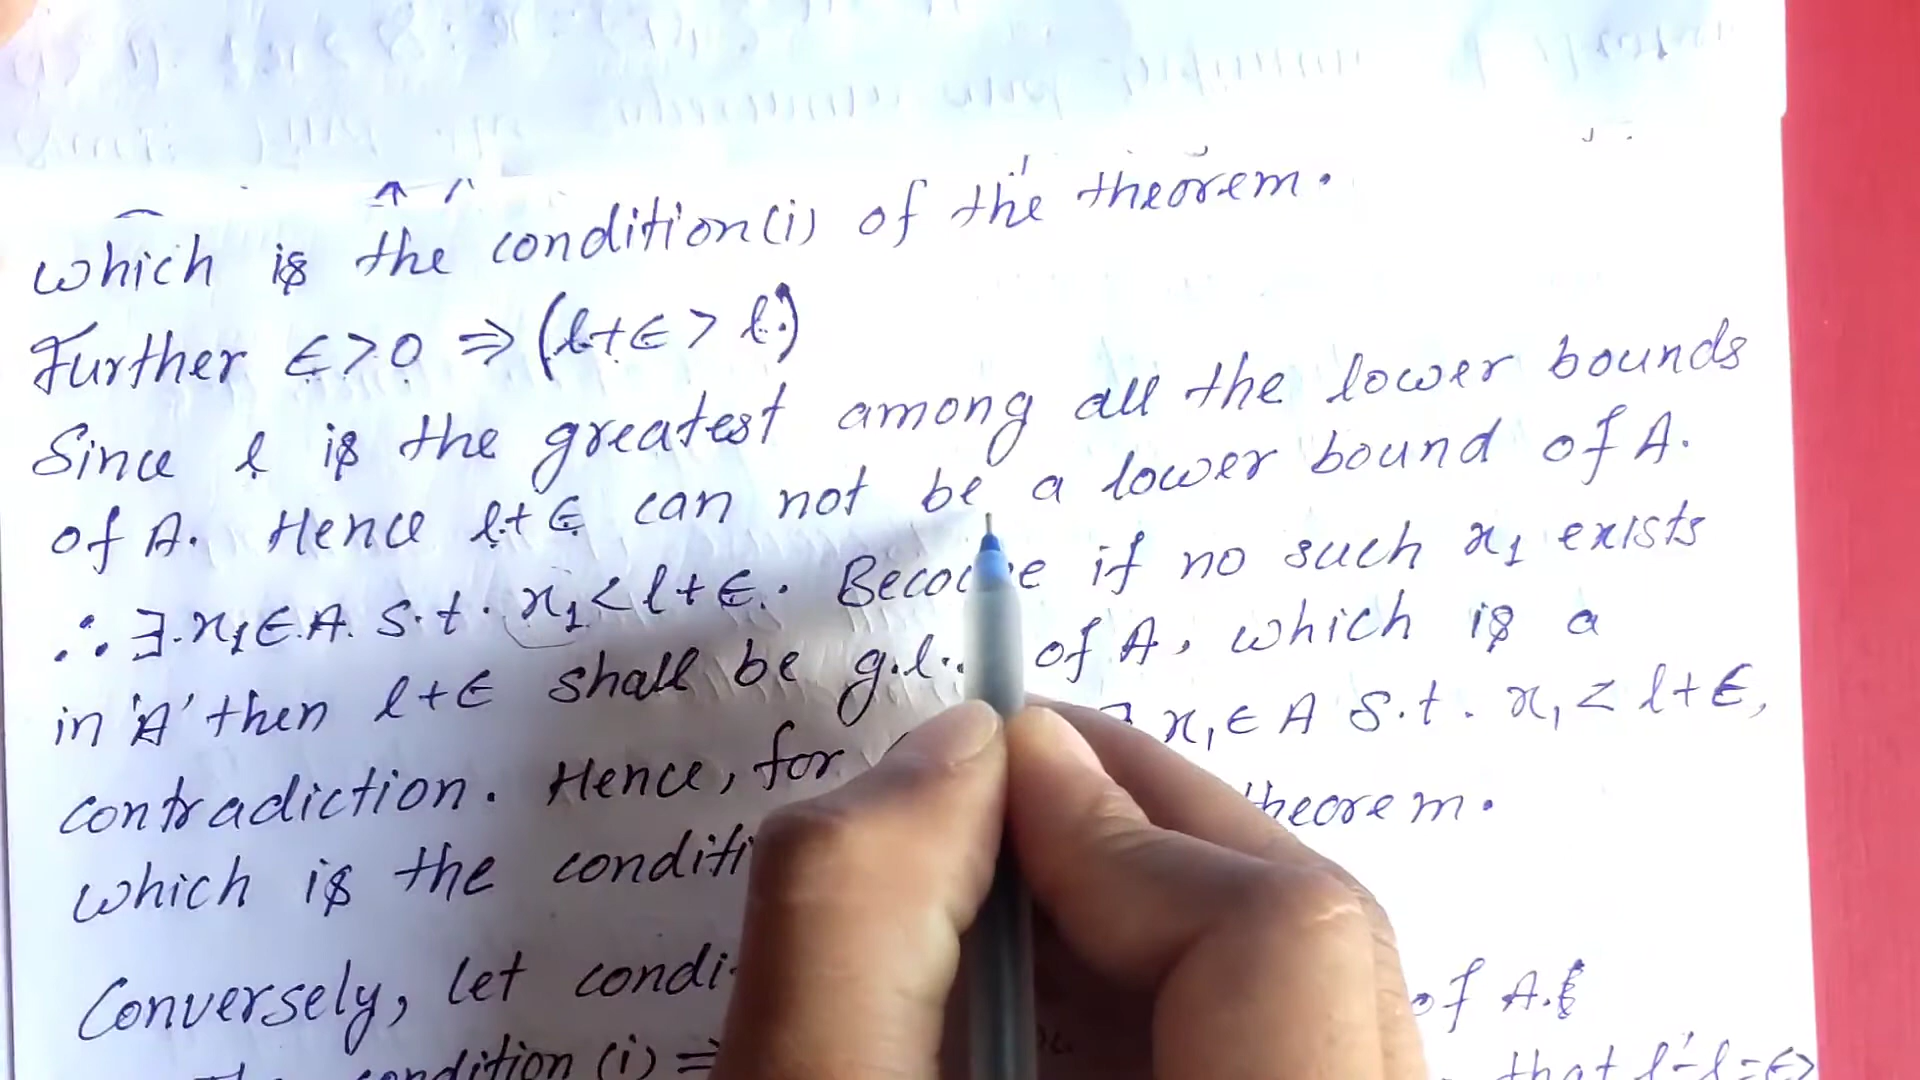 which is the condition(i) of the theorem.
Further ∈>0 ⇒ (l+∈> l.)
Since l is the greatest among all the lower bounds
of A. Hence l+∈ can not be a lower bound of A.
∴ ∃ x₁∈A s.t. x₁<l+∈. if no such x₁ exists
in 'A' then l+∈ shall be g.l. of A, which is a
contradiction. Hence, for ∃ x₁∈A s.t. x₁< l+∈,
which is the theorem.
Conversely, let of A.
condition (i) ⇒ that l'-l=∈>